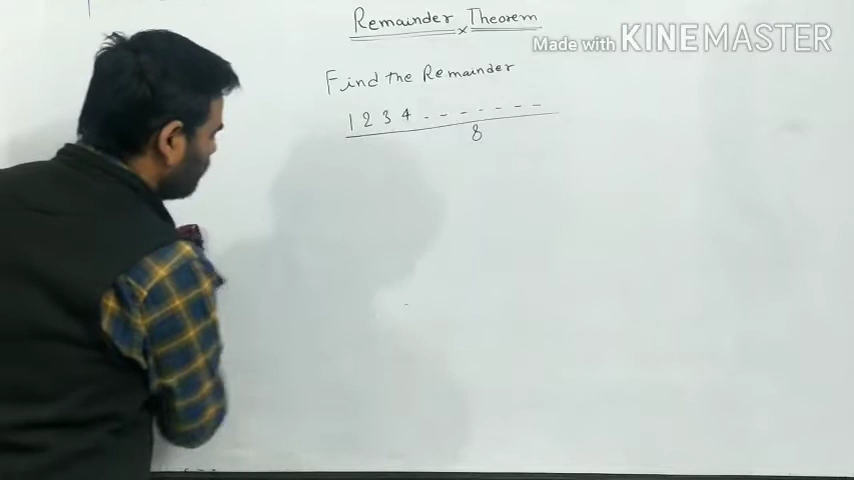 Remainder Theorem
Made with KINEMASTER
Find the Remainder
1 2 3 4 - - - - - - -
8